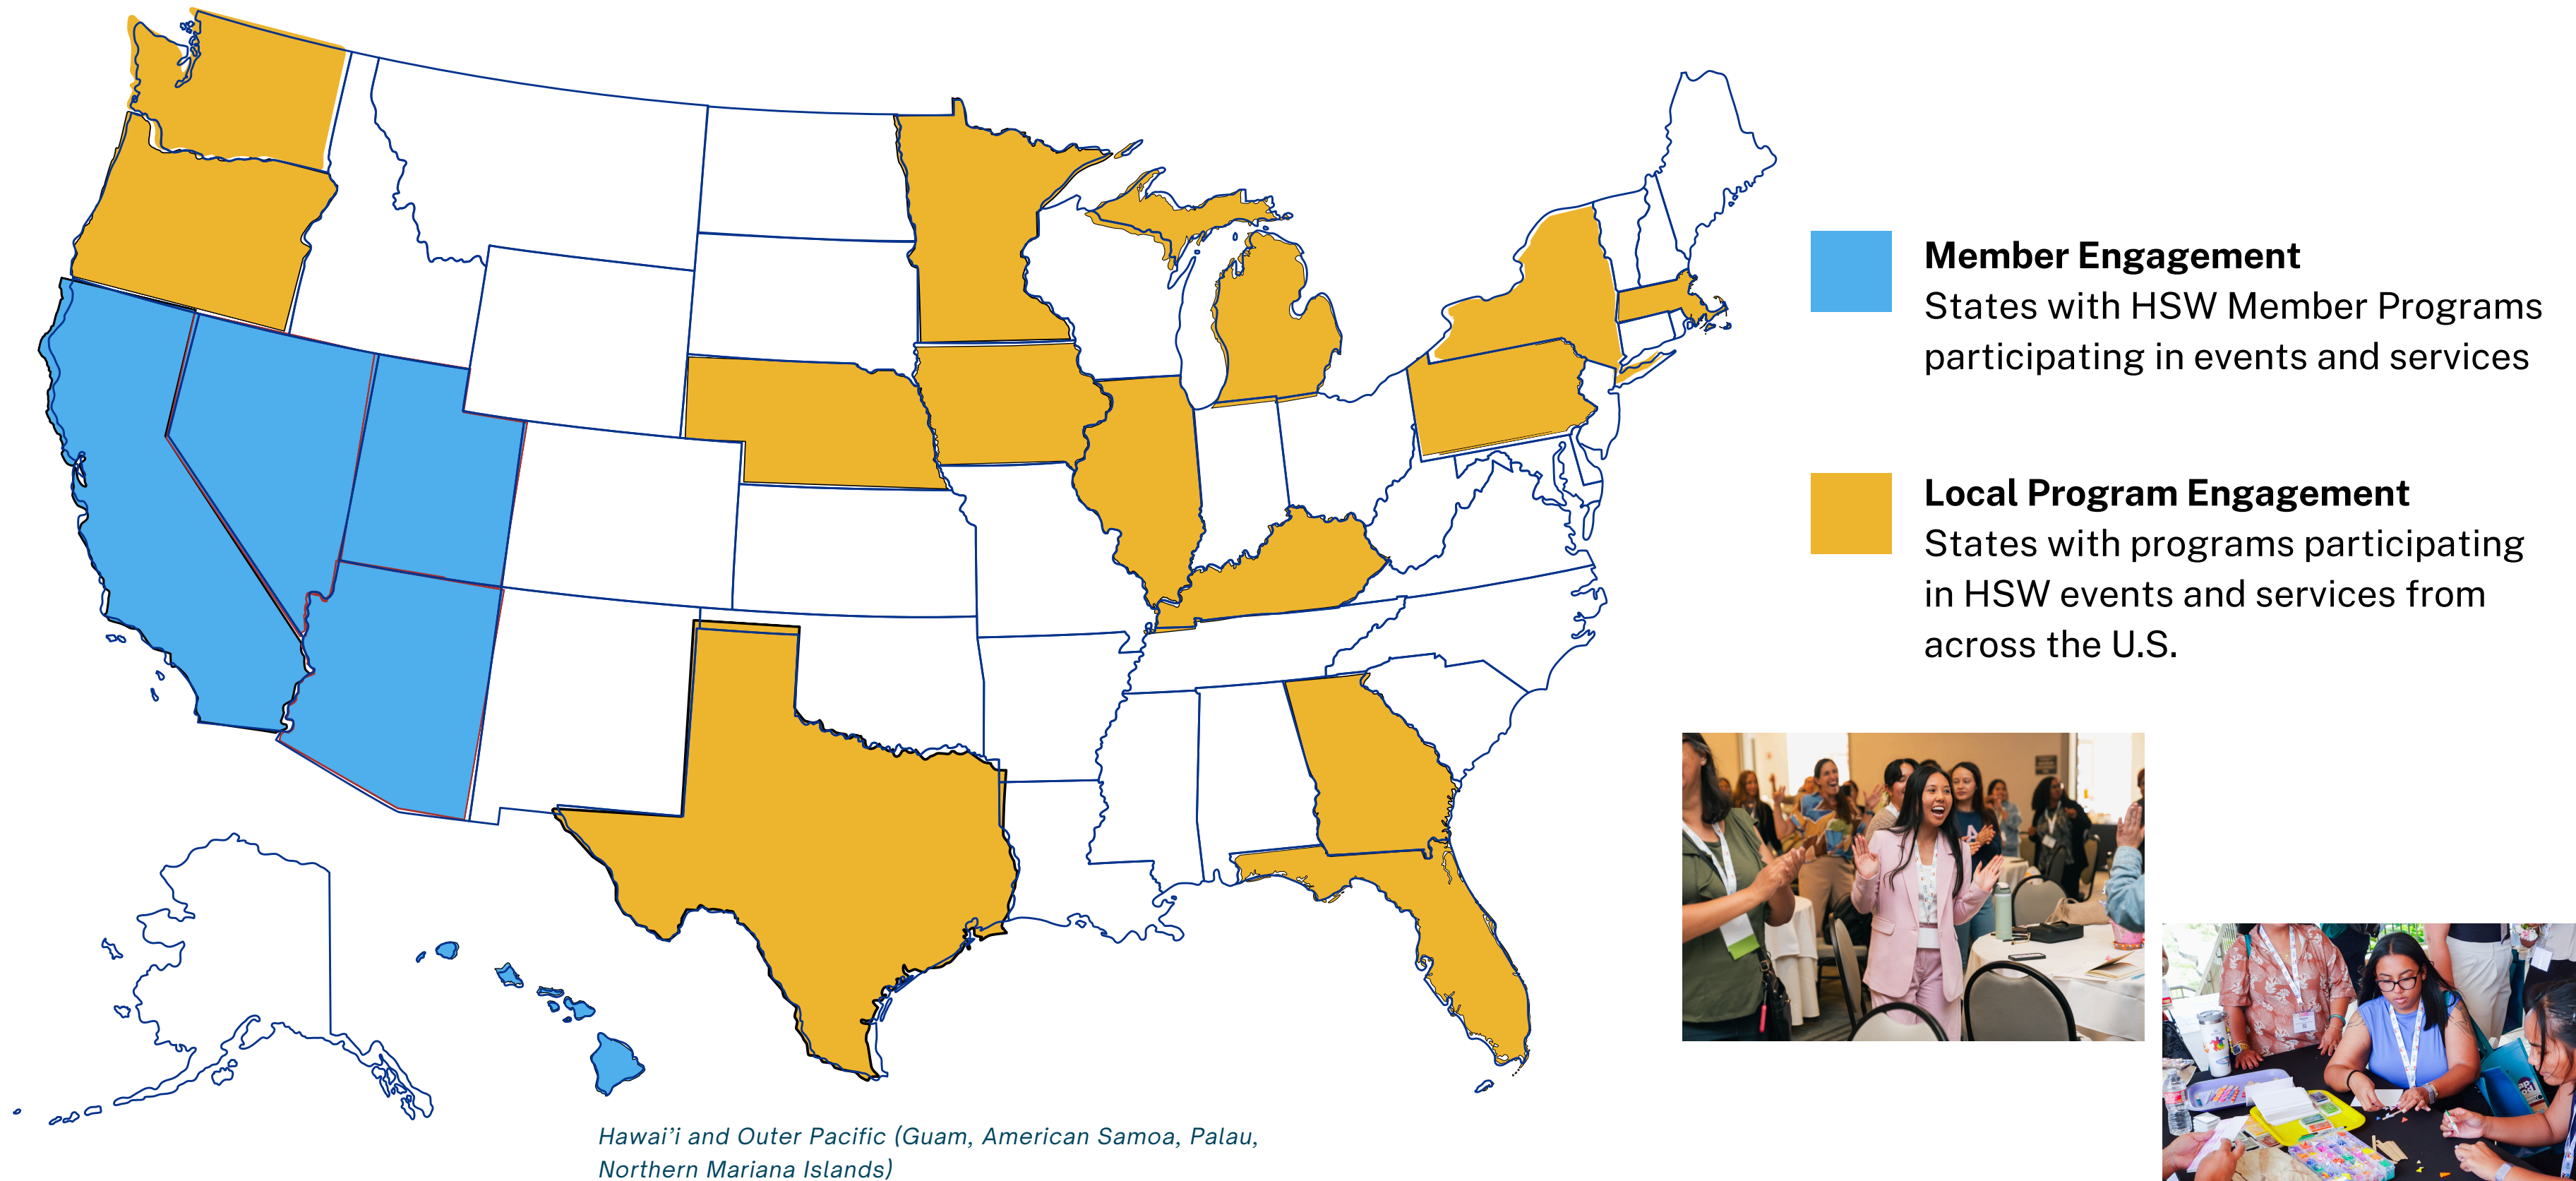 Member Engagement
States with HSW Member Programs
participating in events and services
Local Program Engagement
States with programs participating
in HSW events and services from
across the U.S.
Hawai’i and Outer Pacific (Guam, American Samoa, Palau,
Northern Mariana Islands)